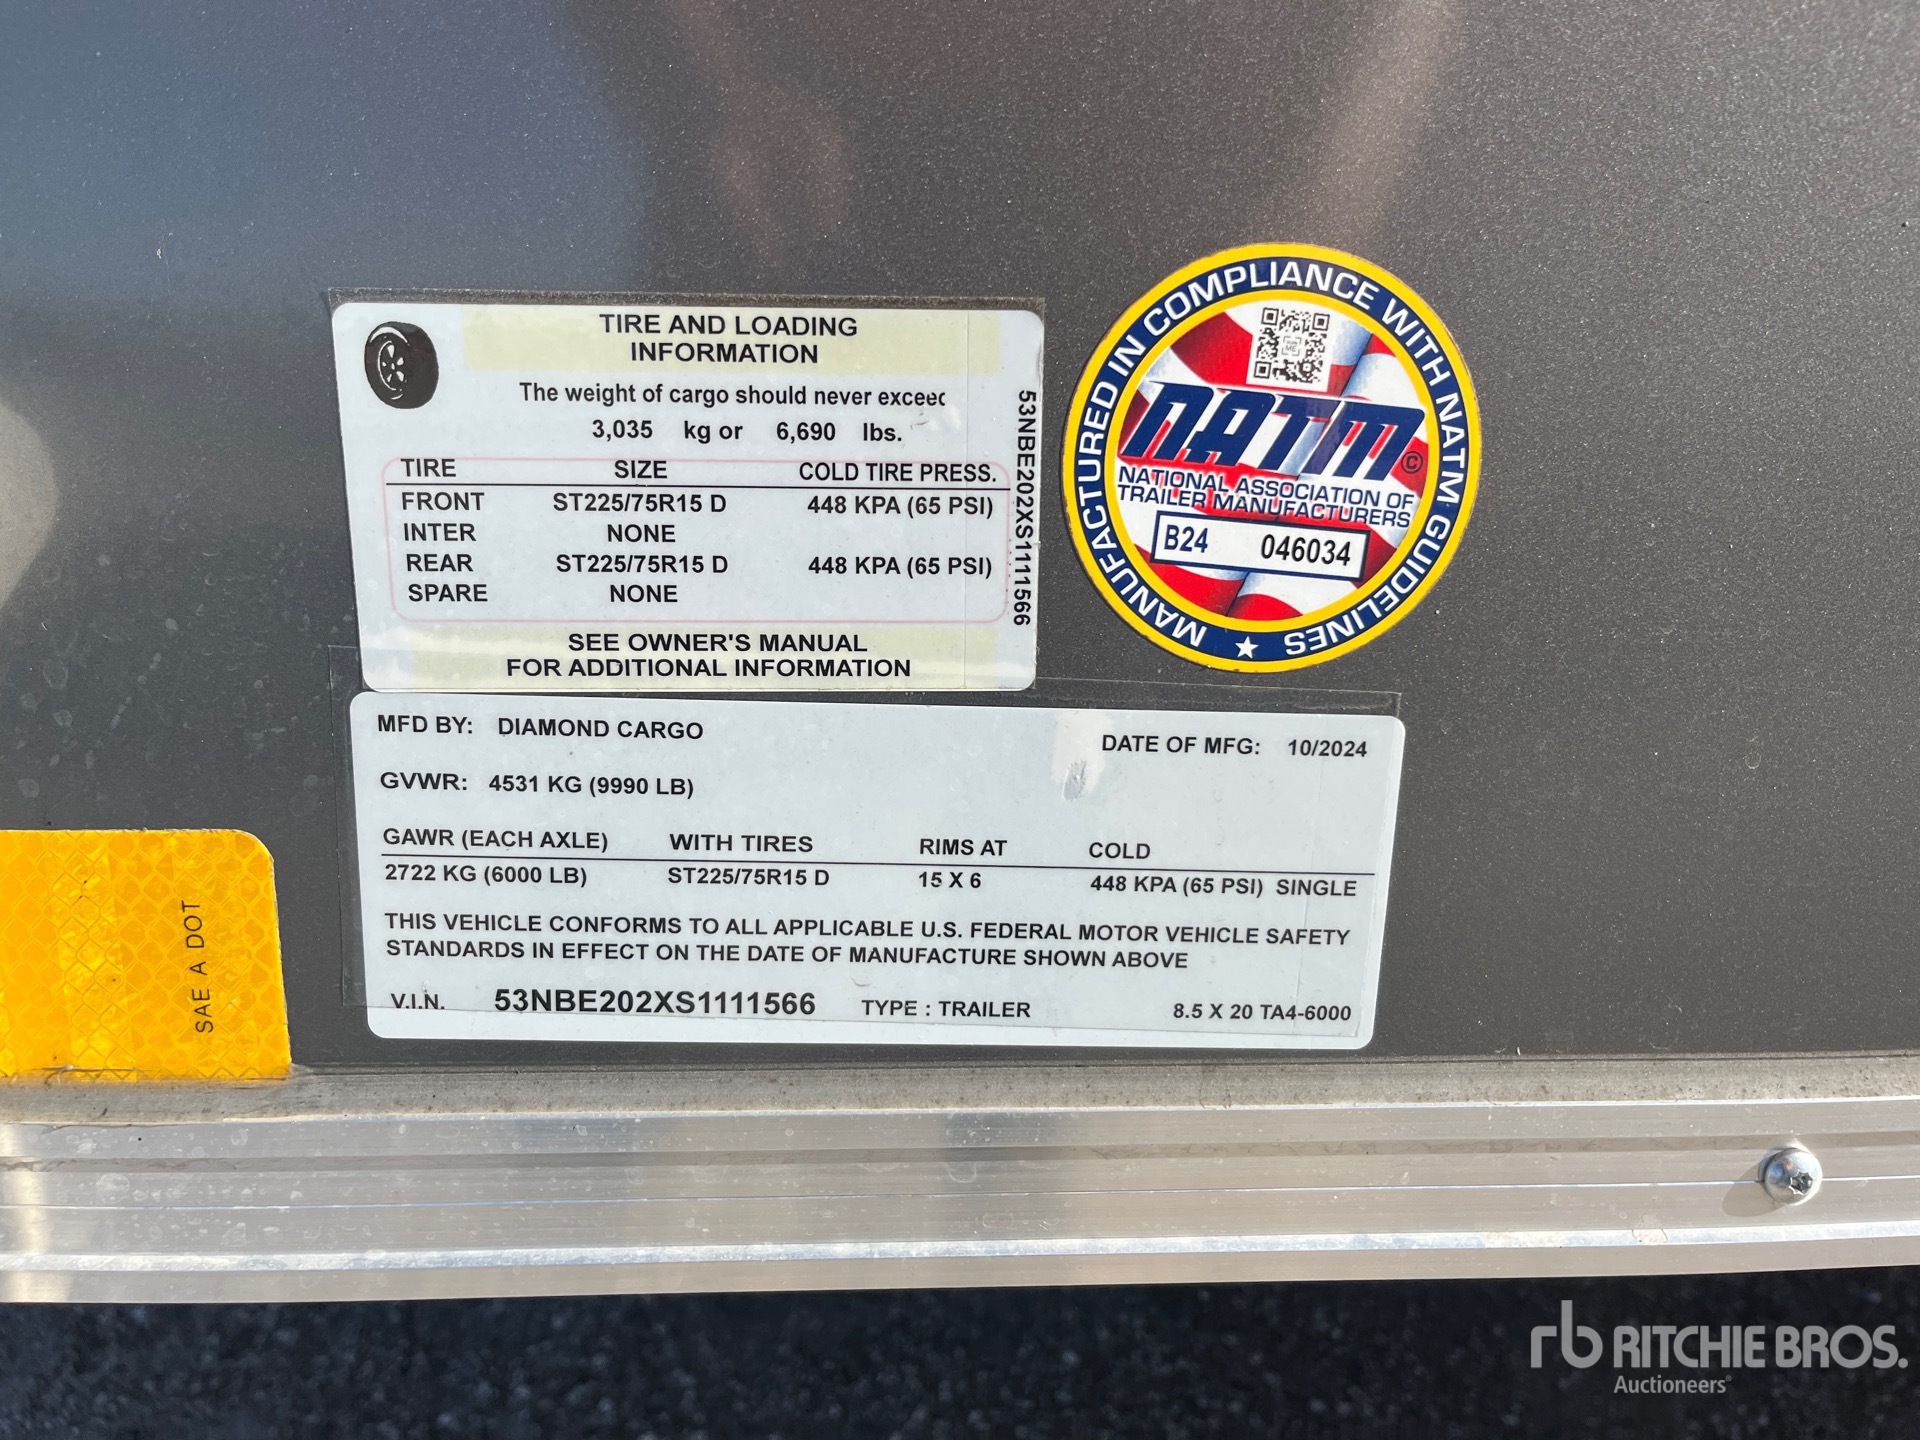 TIRE AND LOADING
INFORMATION
The weight of cargo should never exceed
3,035 kg or 6,690 lbs.
TIRE SIZE COLD TIRE PRESS.
FRONT ST225/75R15 D 448 KPA (65 PSI)
INTER NONE
REAR ST225/75R15 D 448 KPA (65 PSI)
SPARE NONE
SEE OWNER'S MANUAL
FOR ADDITIONAL INFORMATION
53NBE202XS1111566
MANUFACTURED IN COMPLIANCE WITH NATM GUIDELINES
NATM ©
NATIONAL ASSOCIATION OF
TRAILER MANUFACTURERS
B24 046034
MFD BY: DIAMOND CARGO
DATE OF MFG: 10/2024
GVWR: 4531 KG (9990 LB)
GAWR (EACH AXLE) WITH TIRES RIMS AT COLD
2722 KG (6000 LB) ST225/75R15 D 15 X 6 448 KPA (65 PSI) SINGLE
THIS VEHICLE CONFORMS TO ALL APPLICABLE U.S. FEDERAL MOTOR VEHICLE SAFETY
STANDARDS IN EFFECT ON THE DATE OF MANUFACTURE SHOWN ABOVE
V.I.N. 53NBE202XS1111566 TYPE : TRAILER 8.5 X 20 TA4-6000
SAE A DOT
rb RITCHIE BROS.
Auctioneers